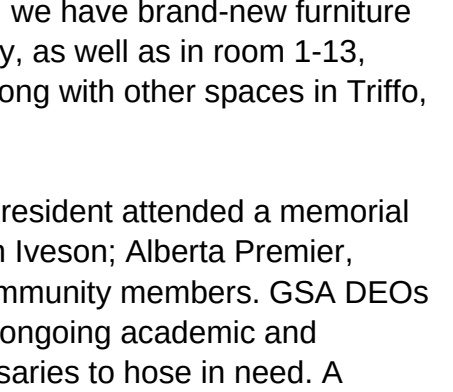 we have brand-new furniture
y, as well as in room 1-13,
ong with other spaces in Triffo,
resident attended a memorial
n Iveson; Alberta Premier,
mmunity members. GSA DEOs
ongoing academic and
saries to hose in need. A